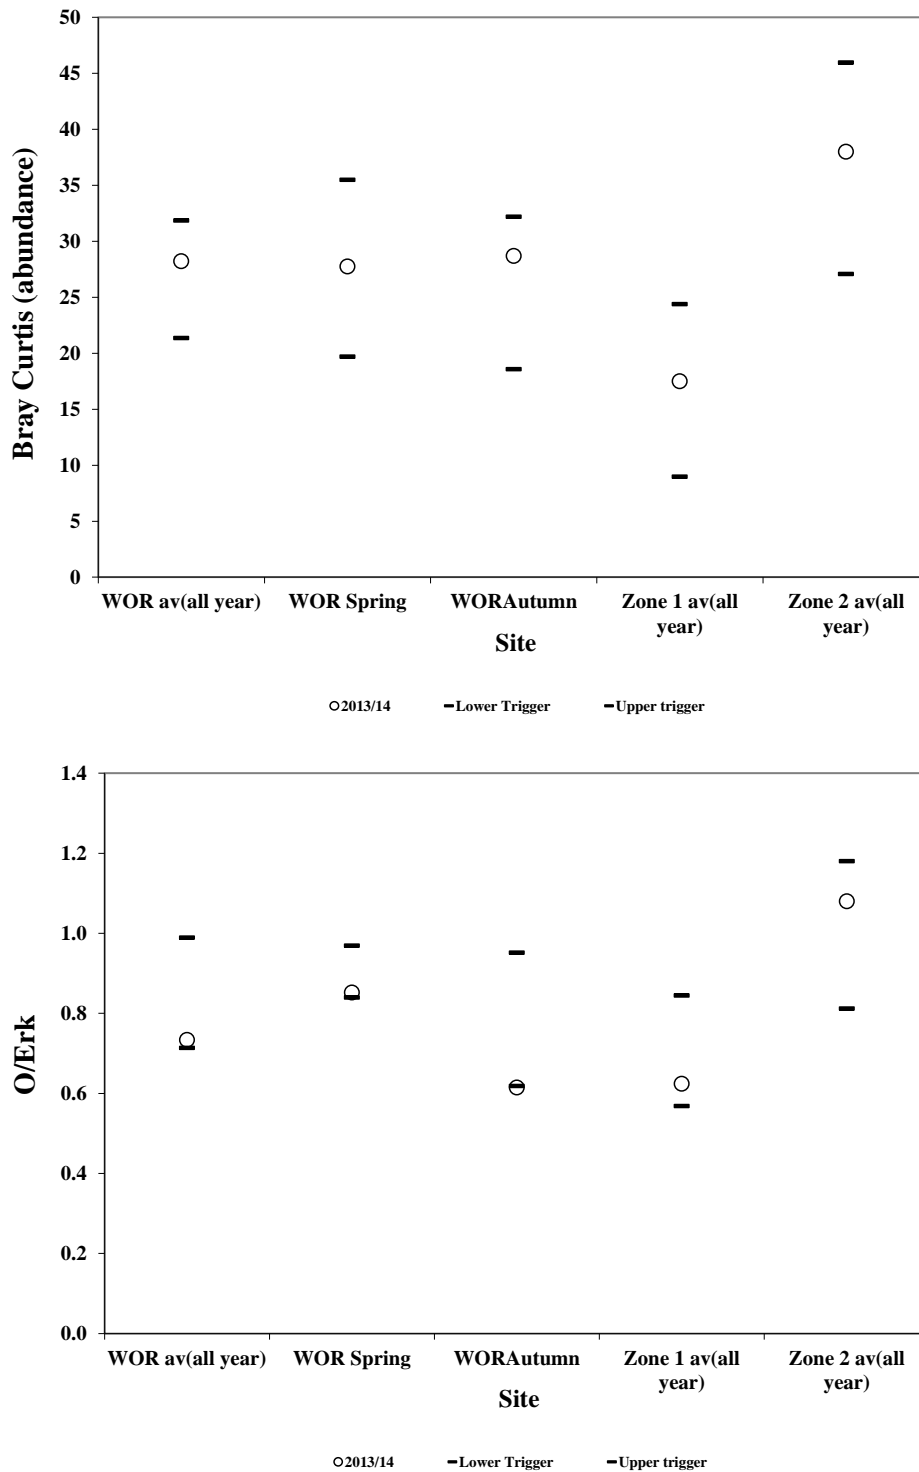 50
45
40
35
30
25
20
15
10
5
0
Bray Curtis (abundance)
WOR av(all year) WOR Spring WORAutumn Zone 1 av(all Zone 2 av(all
year) year)
Site
2013/14 Lower Trigger Upper trigger
1.4
1.2
1.0
0.8
0.6
0.4
0.2
0.0
O/Erk
WOR av(all year) WOR Spring WORAutumn Zone 1 av(all Zone 2 av(all
year) year)
Site
2013/14 Lower Trigger Upper trigger